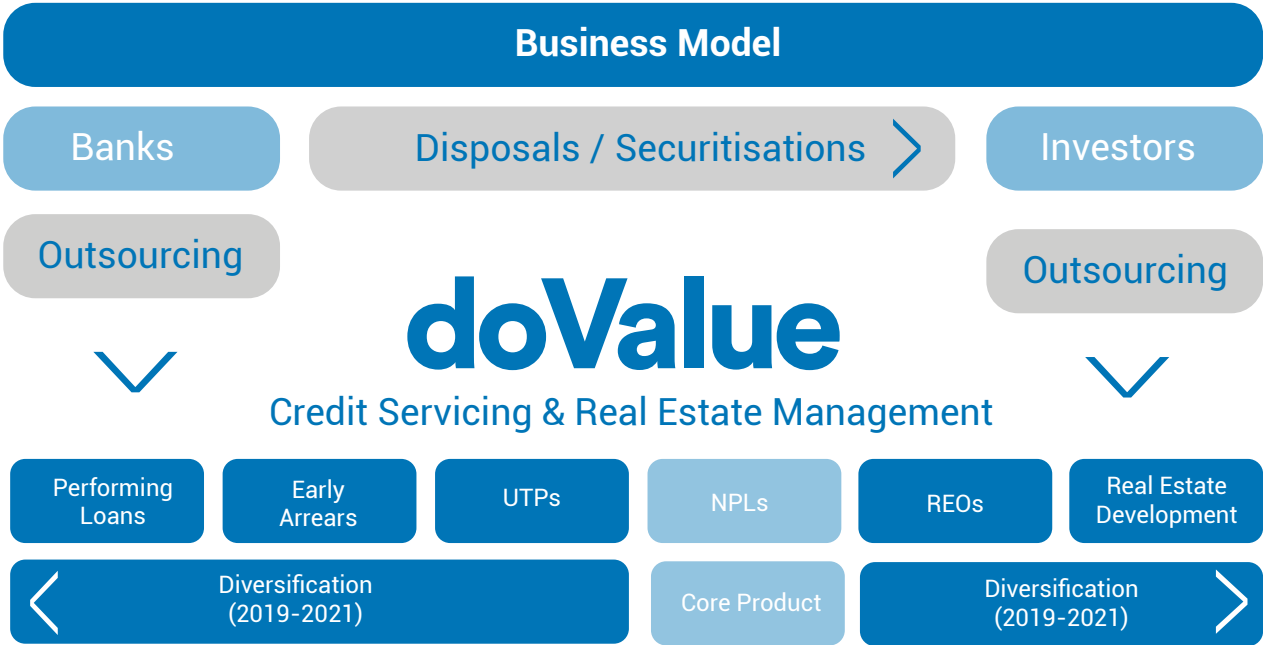 Business Model
Banks
Disposals / Securitisations
Investors
Outsourcing
Outsourcing
doValue
Credit Servicing & Real Estate Management
Performing
Loans
Early
Arrears
UTPs
NPLs
REOs
Real Estate
Development
Diversification
(2019-2021)
Core Product
Diversification
(2019-2021)